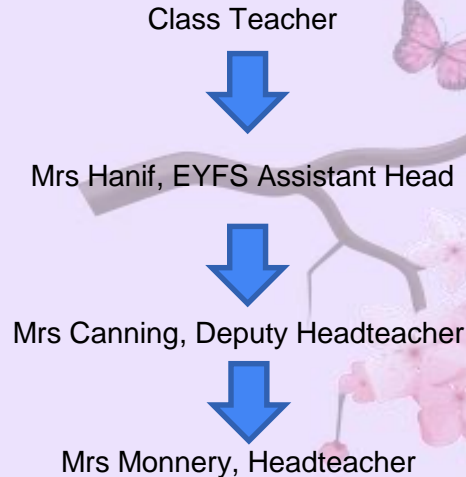 Class Teacher
Mrs Hanif, EYFS Assistant Head
Mrs Canning, Deputy Headteacher
Mrs Monnery, Headteacher